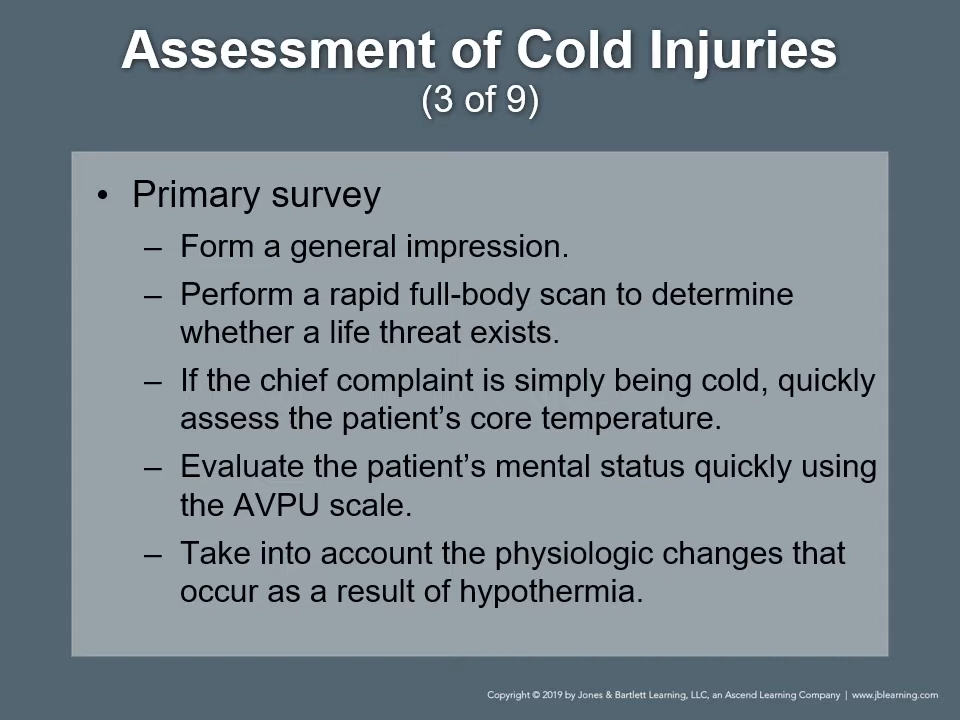 Assessment of Cold Injuries
(3 of 9)
• Primary survey
– Form a general impression.
– Perform a rapid full-body scan to determine
whether a life threat exists.
– If the chief complaint is simply being cold, quickly
assess the patient’s core temperature.
– Evaluate the patient’s mental status quickly using
the AVPU scale.
– Take into account the physiologic changes that
occur as a result of hypothermia.
Copyright © 2019 by Jones & Bartlett Learning, LLC, an Ascend Learning Company | www.jblearning.com